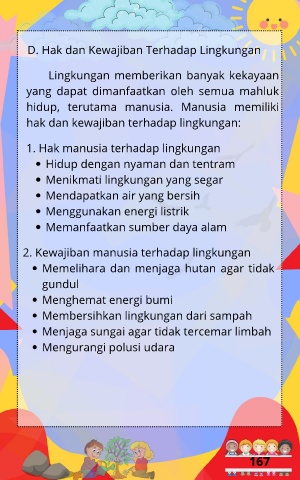 D. Hak dan Kewajiban Terhadap Lingkungan
Lingkungan memberikan banyak kekayaan
yang dapat dimanfaatkan oleh semua mahluk
hidup, terutama manusia. Manusia memiliki
hak dan kewajiban terhadap lingkungan:
1. Hak manusia terhadap lingkungan
• Hidup dengan nyaman dan tentram
• Menikmati lingkungan yang segar
• Mendapatkan air yang bersih
• Menggunakan energi listrik
• Memanfaatkan sumber daya alam
2. Kewajiban manusia terhadap lingkungan
• Memelihara dan menjaga hutan agar tidak
gundul
• Menghemat energi bumi
• Membersihkan lingkungan dari sampah
• Menjaga sungai agar tidak tercemar limbah
• Mengurangi polusi udara
167